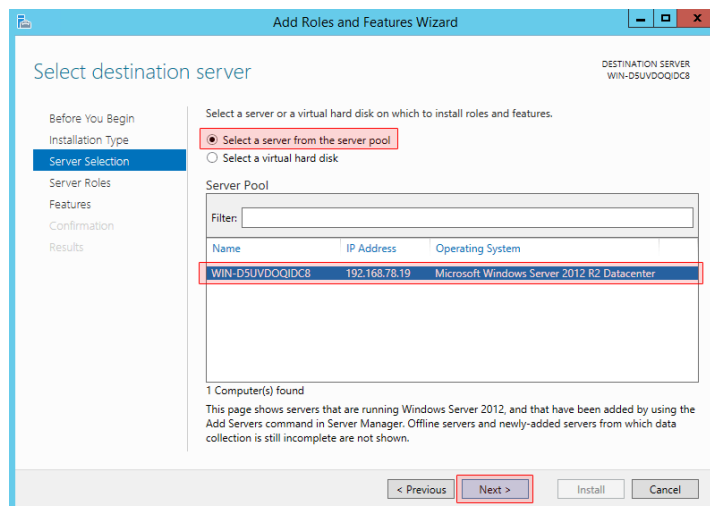 Add Roles and Features Wizard
Select destination server
DESTINATION SERVER
WIN-D5UVDOQIDC8
Before You Begin
Installation Type
Server Selection
Server Roles
Features
Confirmation
Results
Select a server or a virtual hard disk on which to install roles and features.
Select a server from the server pool
Select a virtual hard disk
Server Pool
Filter:
Name IP Address Operating System
WIN-D5UVDOQIDC8 192.168.78.19 Microsoft Windows Server 2012 R2 Datacenter
1 Computer(s) found
This page shows servers that are running Windows Server 2012, and that have been added by using the
Add Servers command in Server Manager. Offline servers and newly-added servers from which data
collection is still incomplete are not shown.
< Previous Next > Install Cancel